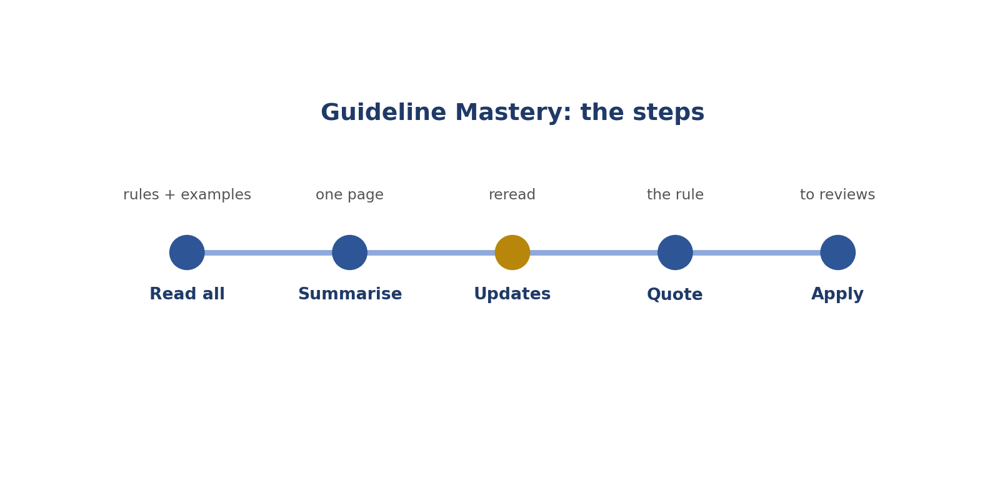 Guideline Mastery: the steps
rules + examples
one page
reread
the rule
to reviews
Read all
Summarise
Updates
Quote
Apply